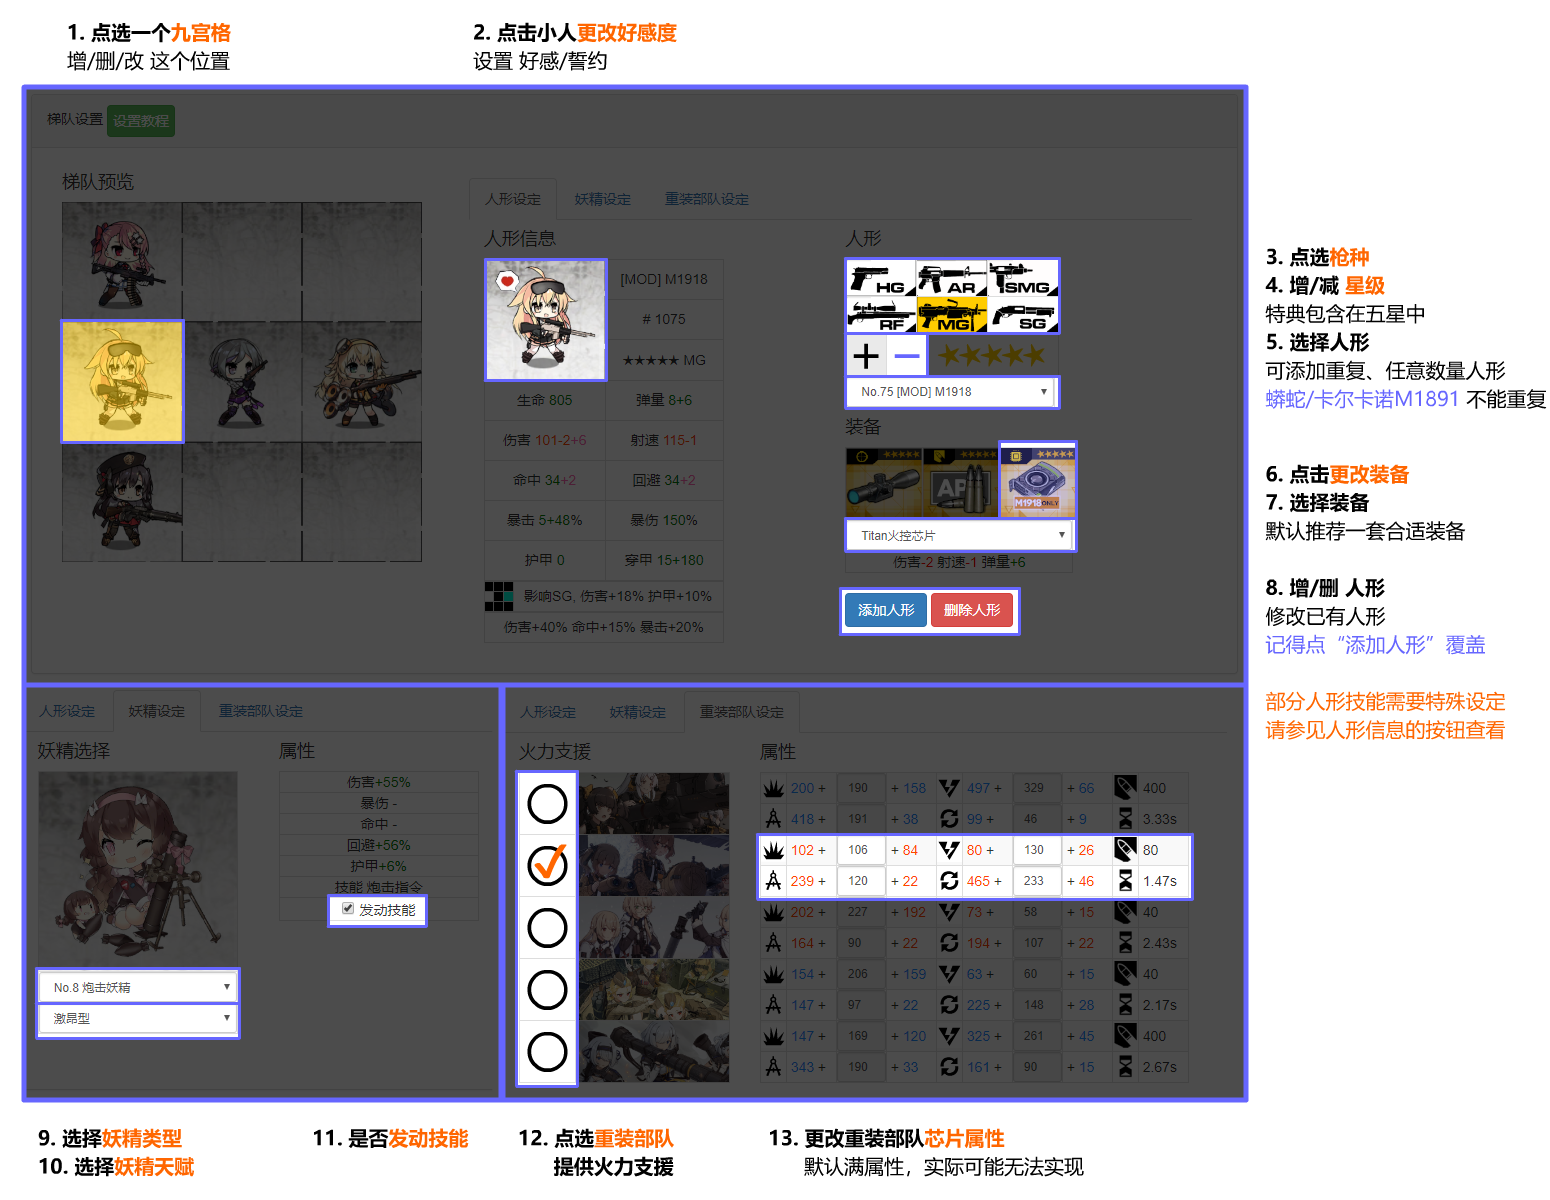 1. 点选一个九宫格
增/删/改 这个位置
2. 点击小人更改好感度
设置 好感/誓约
梯队设置 设置教程
梯队预览
人形设定 妖精设定 重装部队设定
人形信息
[MOD] M1918
# 1075
★★★★★ MG
生命 805 弹量 8+6
伤害 101-2+6 射速 115-1
命中 34+2 回避 34+2
暴击 5+48% 暴伤 150%
护甲 0 穿甲 15+180
影响SG, 伤害+18% 护甲+10%
伤害+40% 命中+15% 暴击+20%
人形
HG AR SMG
RF MG SG
+ − ★★★★★
No.75 [MOD] M1918
装备
AP
M1918 ONLY
Titan火控芯片
伤害-2 射速-1 弹量+6
添加人形 删除人形
3. 点选枪种
4. 增/减 星级
特典包含在五星中
5. 选择人形
可添加重复、任意数量人形
蟒蛇/卡尔卡诺M1891 不能重复
6. 点击更改装备
7. 选择装备
默认推荐一套合适装备
8. 增/删 人形
修改已有人形
记得点“添加人形”覆盖
部分人形技能需要特殊设定
请参见人形信息的按钮查看
人形设定 妖精设定 重装部队设定
妖精选择
No.8 炮击妖精
激昂型
属性
伤害+55%
暴伤 -
命中 -
回避+56%
护甲+6%
技能 炮击指令
发动技能
人形设定 妖精设定 重装部队设定
火力支援
属性
200 + 190 + 158 497 + 329 + 66 400
418 + 191 + 38 99 + 46 + 9 3.33s
102 + 106 + 84 80 + 130 + 26 80
239 + 120 + 22 465 + 233 + 46 1.47s
202 + 227 + 192 73 + 58 + 15 40
164 + 90 + 22 194 + 107 + 22 2.43s
154 + 206 + 159 63 + 60 + 15 40
147 + 97 + 22 225 + 148 + 28 2.17s
147 + 169 + 120 325 + 261 + 45 400
343 + 190 + 33 161 + 90 + 15 2.67s
9. 选择妖精类型
10. 选择妖精天赋
11. 是否发动技能
12. 点选重装部队
提供火力支援
13. 更改重装部队芯片属性
默认满属性，实际可能无法实现